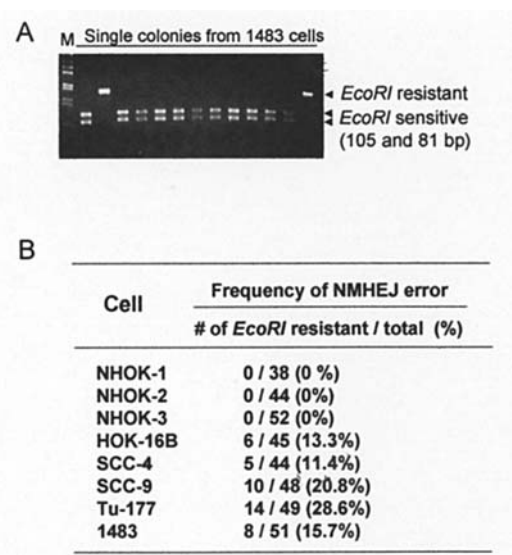 A
M Single colonies from 1483 cells
EcoRI resistant
EcoRI sensitive
(105 and 81 bp)
B
Cell Frequency of NMHEJ error
# of EcoRI resistant / total (%)
NHOK-1 0 / 38 (0 %)
NHOK-2 0 / 44 (0%)
NHOK-3 0 / 52 (0%)
HOK-16B 6 / 45 (13.3%)
SCC-4 5 / 44 (11.4%)
SCC-9 10 / 48 (20.8%)
Tu-177 14 / 49 (28.6%)
1483 8 / 51 (15.7%)